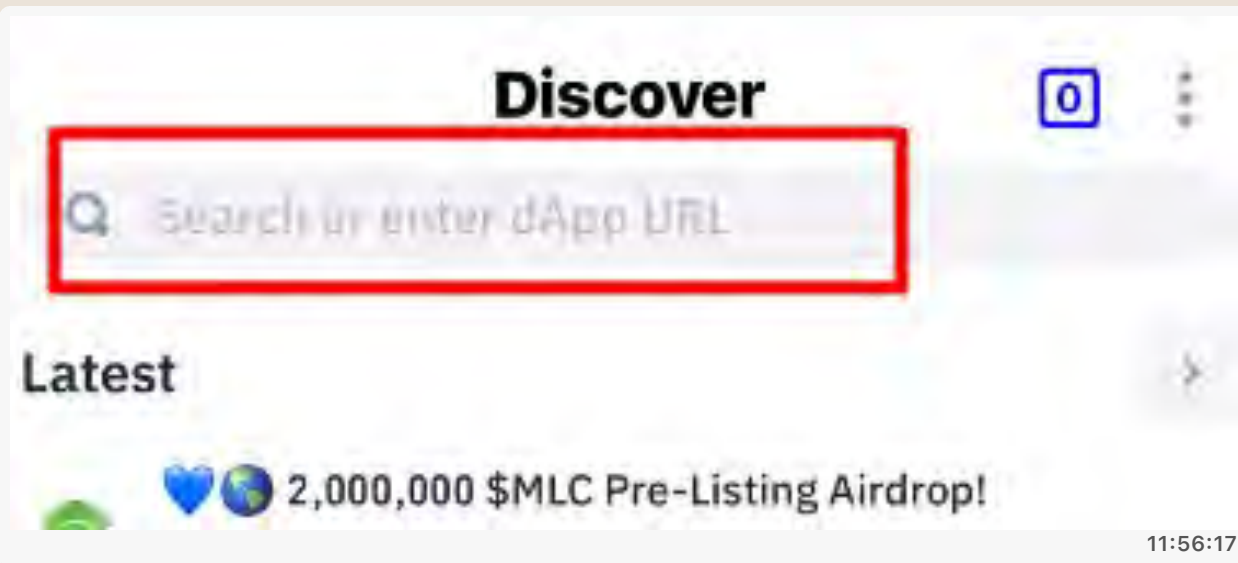 Discover
0
Search or enter dApp URL
Latest
💙🌎 2,000,000 $MLC Pre-Listing Airdrop!
11:56:17